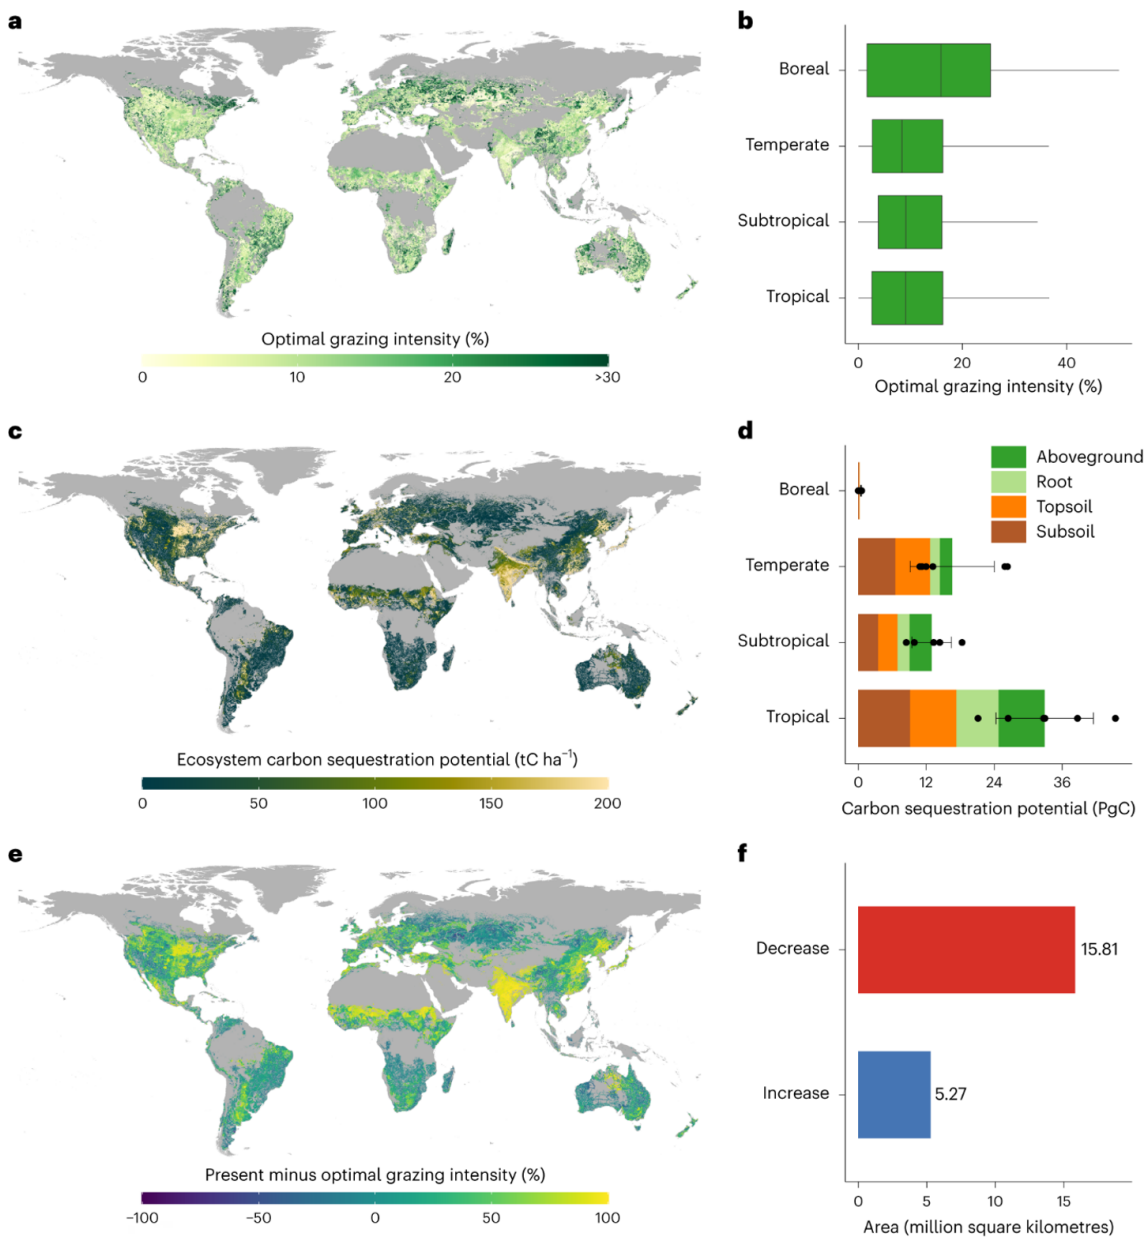 a
Optimal grazing intensity (%)
0 10 20 >30
b
Boreal
Temperate
Subtropical
Tropical
0 20 40
Optimal grazing intensity (%)
c
Ecosystem carbon sequestration potential (tC ha⁻¹)
0 50 100 150 200
d
Aboveground
Root
Topsoil
Subsoil
Boreal
Temperate
Subtropical
Tropical
0 12 24 36
Carbon sequestration potential (PgC)
e
Present minus optimal grazing intensity (%)
−100 −50 0 50 100
f
Decrease
15.81
Increase
5.27
0 5 10 15
Area (million square kilometres)